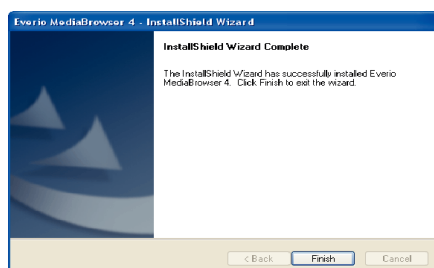 Everio MediaBrowser 4 - InstallShield Wizard
InstallShield Wizard Complete
The InstallShield Wizard has successfully installed Everio
MediaBrowser 4. Click Finish to exit the wizard.
< Back
Finish
Cancel